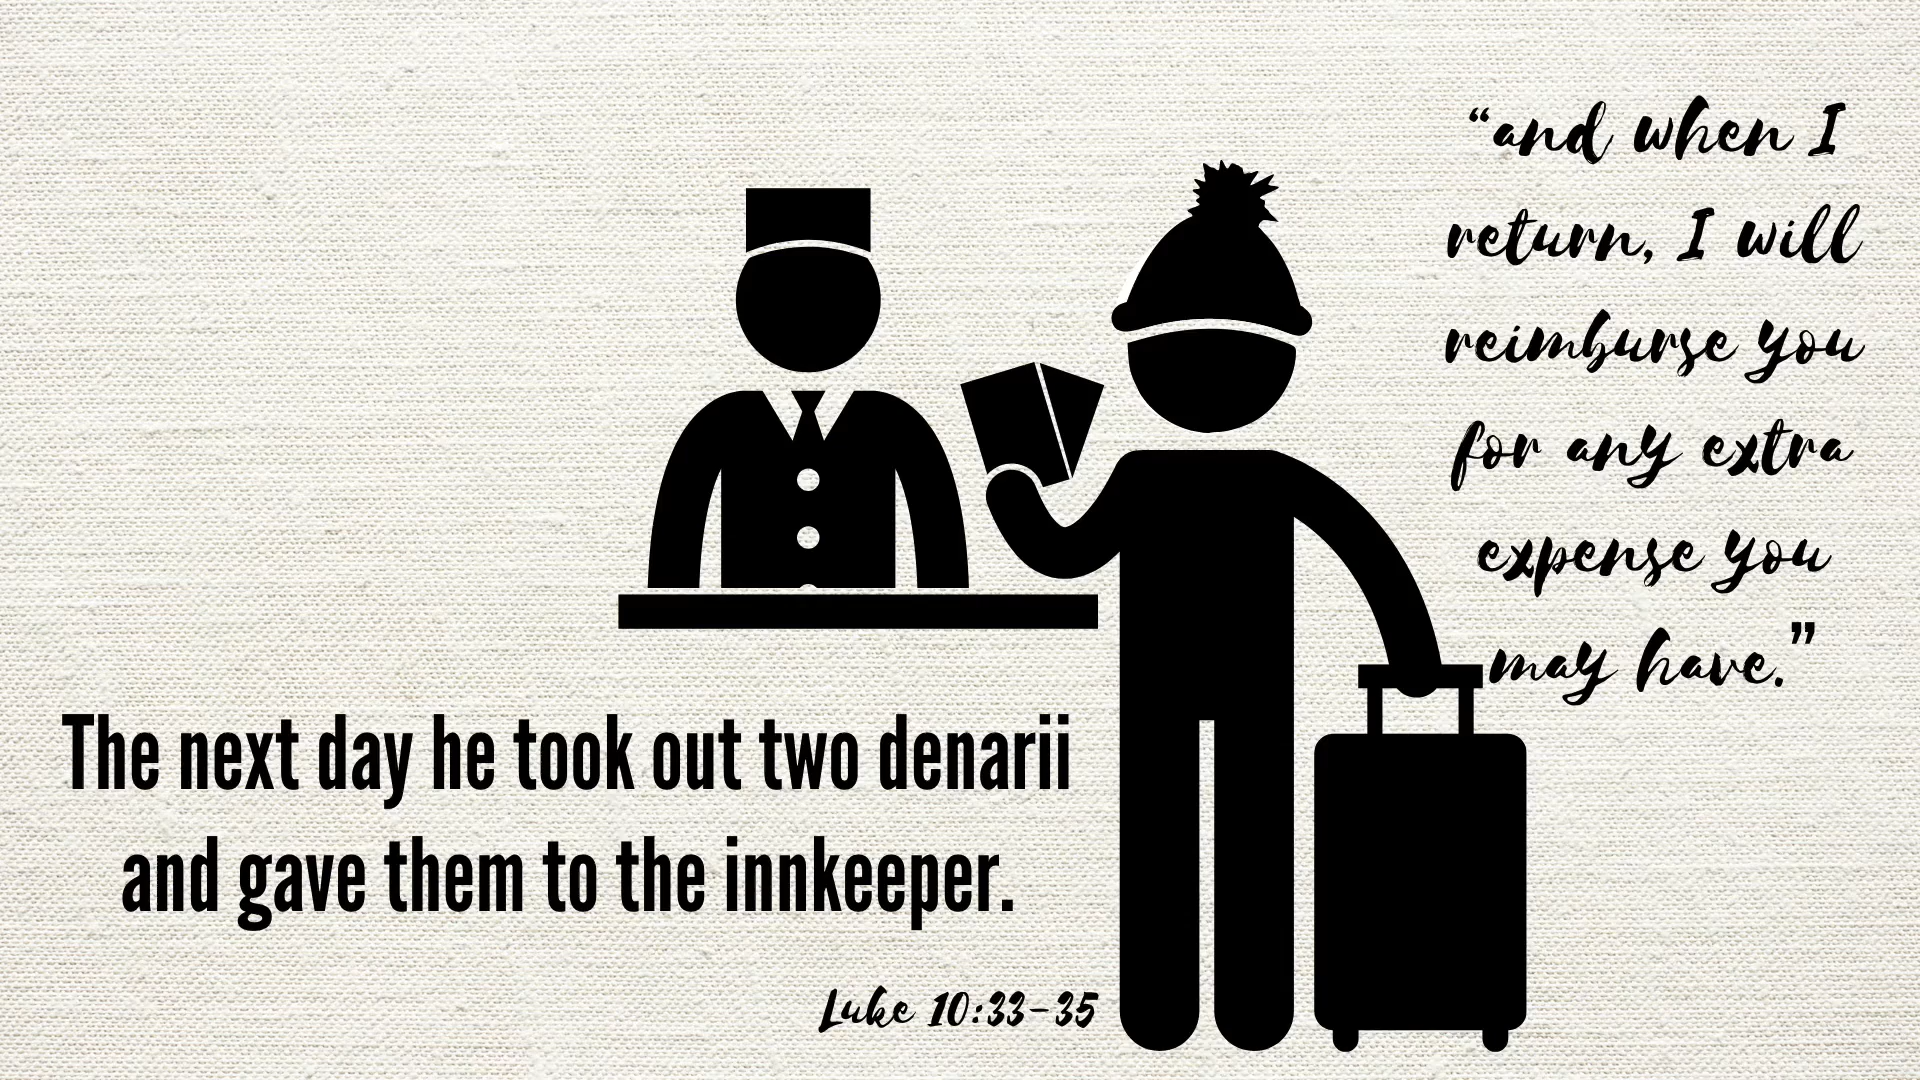 The next day he took out two denarii
and gave them to the innkeeper.
“and when I
return, I will
reimburse you
for any extra
expense you
may have.”
Luke 10:33-35